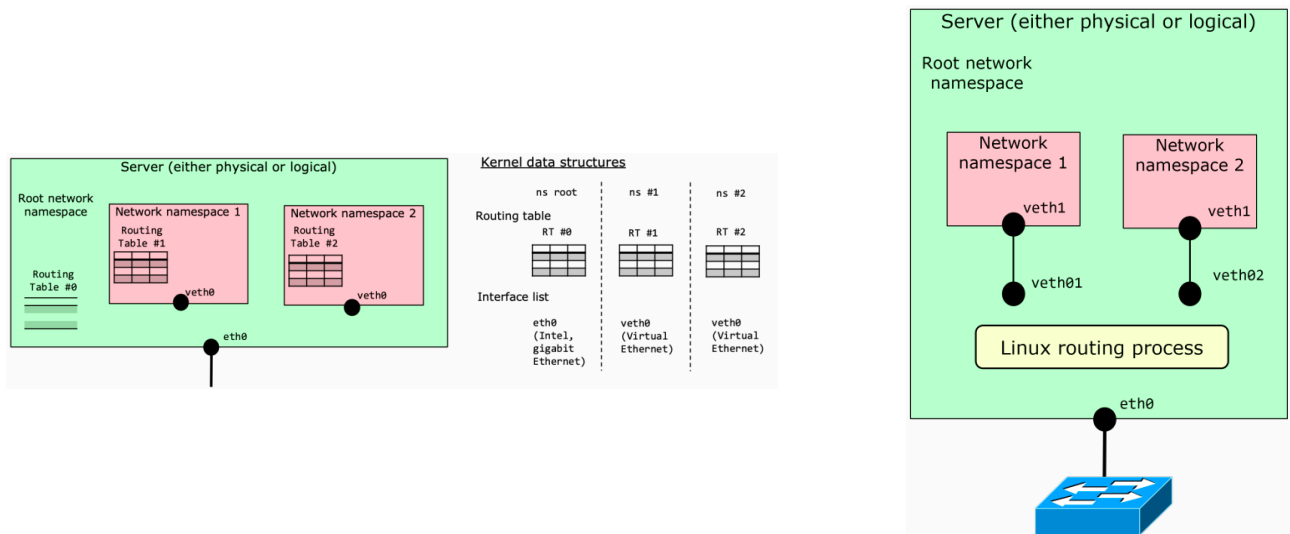 Server (either physical or logical)
Root network
namespace
Network namespace 1
Routing
Table #1
veth0
Network namespace 2
Routing
Table #2
veth0
Routing
Table #0
eth0
Kernel data structures
ns root
ns #1
ns #2
Routing table
RT #0
RT #1
RT #2
Interface list
eth0
(Intel,
gigabit
Ethernet)
veth0
(Virtual
Ethernet)
veth0
(Virtual
Ethernet)
Server (either physical or logical)
Root network
namespace
Network
namespace 1
veth1
veth01
Network
namespace 2
veth1
veth02
Linux routing process
eth0